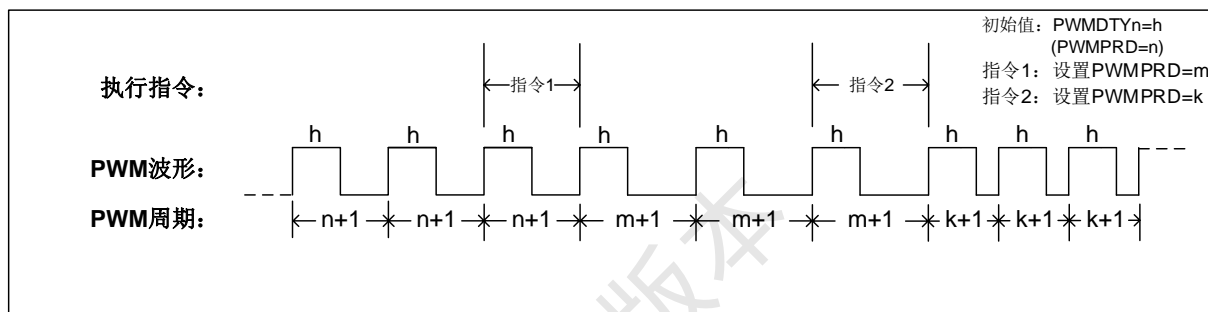 初始值：PWMDTYn=h
(PWMPRD=n)
指令1：设置PWMPRD=m
指令2：设置PWMPRD=k
执行指令：
指令1
指令2
h h h h h h h h h
PWM波形：
PWM周期：
n+1 n+1 n+1 m+1 m+1 m+1 k+1 k+1 k+1
版本